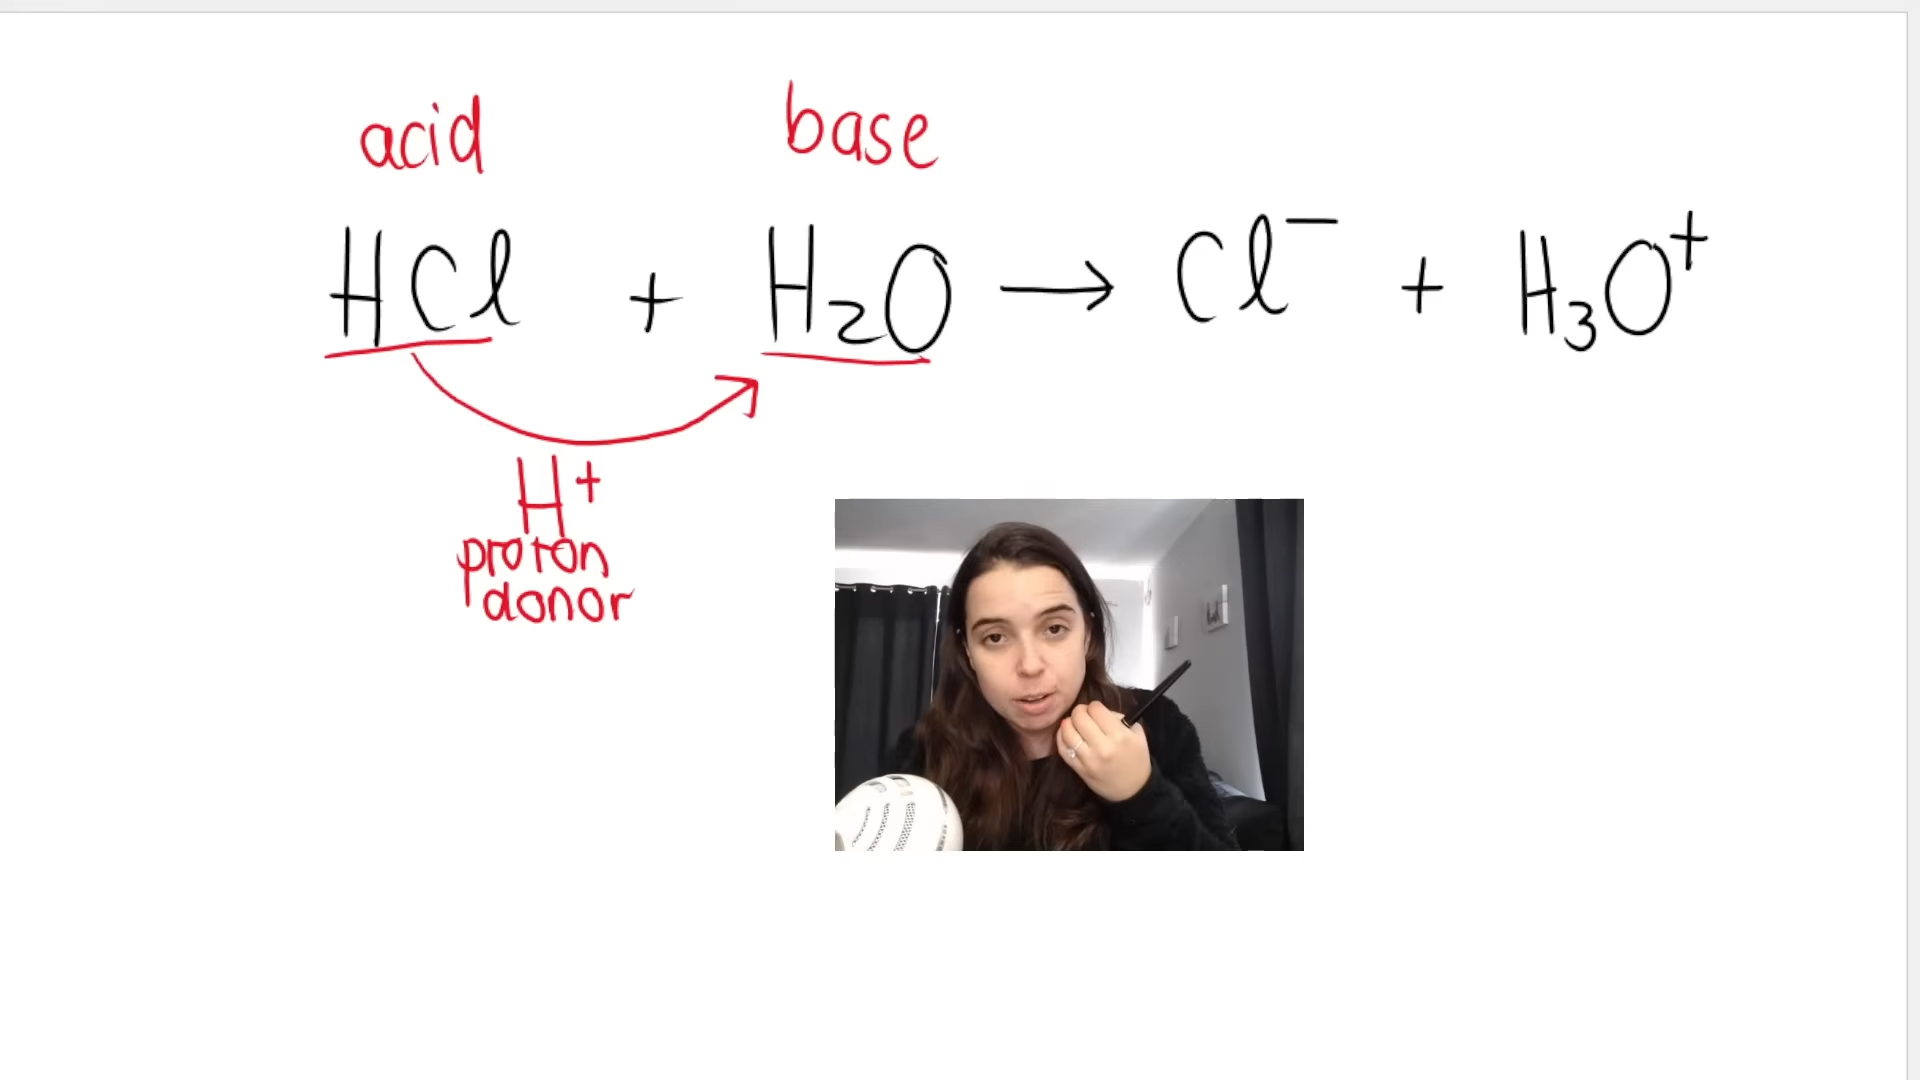 acid base
HCl + H₂O → Cl⁻ + H₃O⁺
H⁺
proton
donor